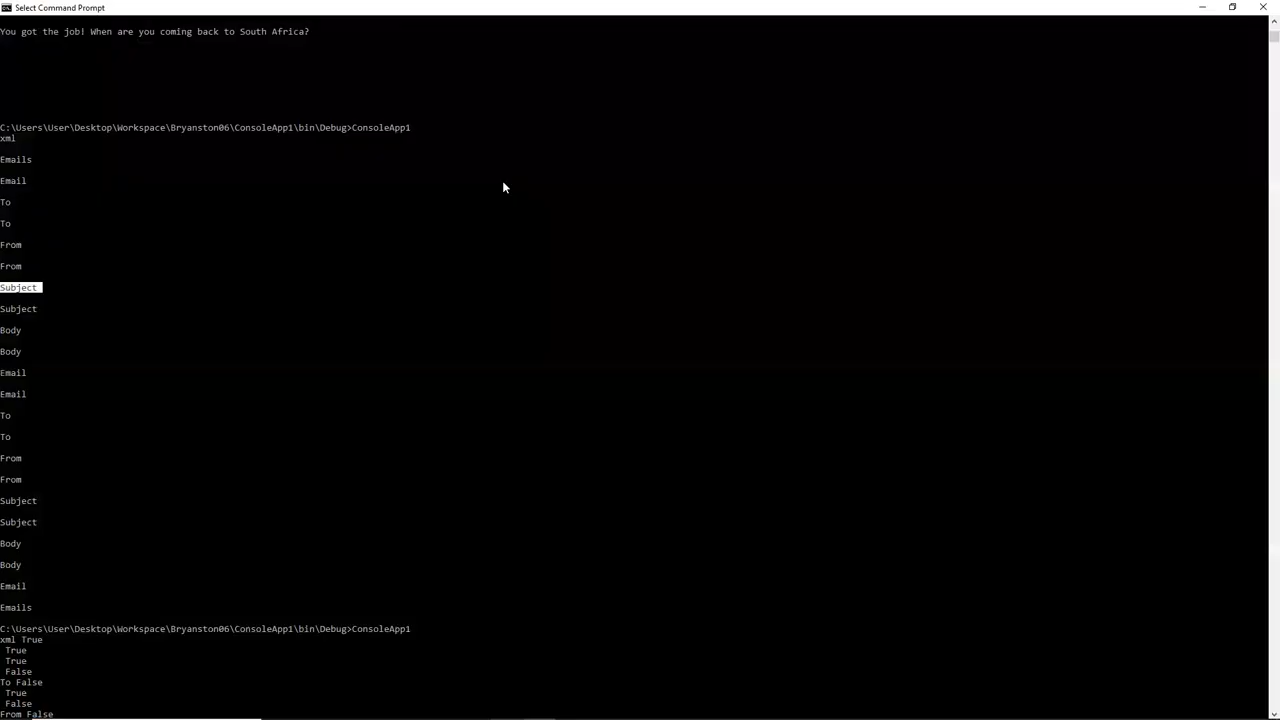 Select Command Prompt
You got the job! When are you coming back to South Africa?
C:\Users\User\Desktop\Workspace\Bryanston06\ConsoleApp1\bin\Debug>ConsoleApp1
xml
Emails
Email
To
To
From
From
Subject
Subject
Body
Body
Email
Email
To
To
From
From
Subject
Subject
Body
Body
Email
Emails
C:\Users\User\Desktop\Workspace\Bryanston06\ConsoleApp1\bin\Debug>ConsoleApp1
xml True
True
True
False
To False
True
False
From False